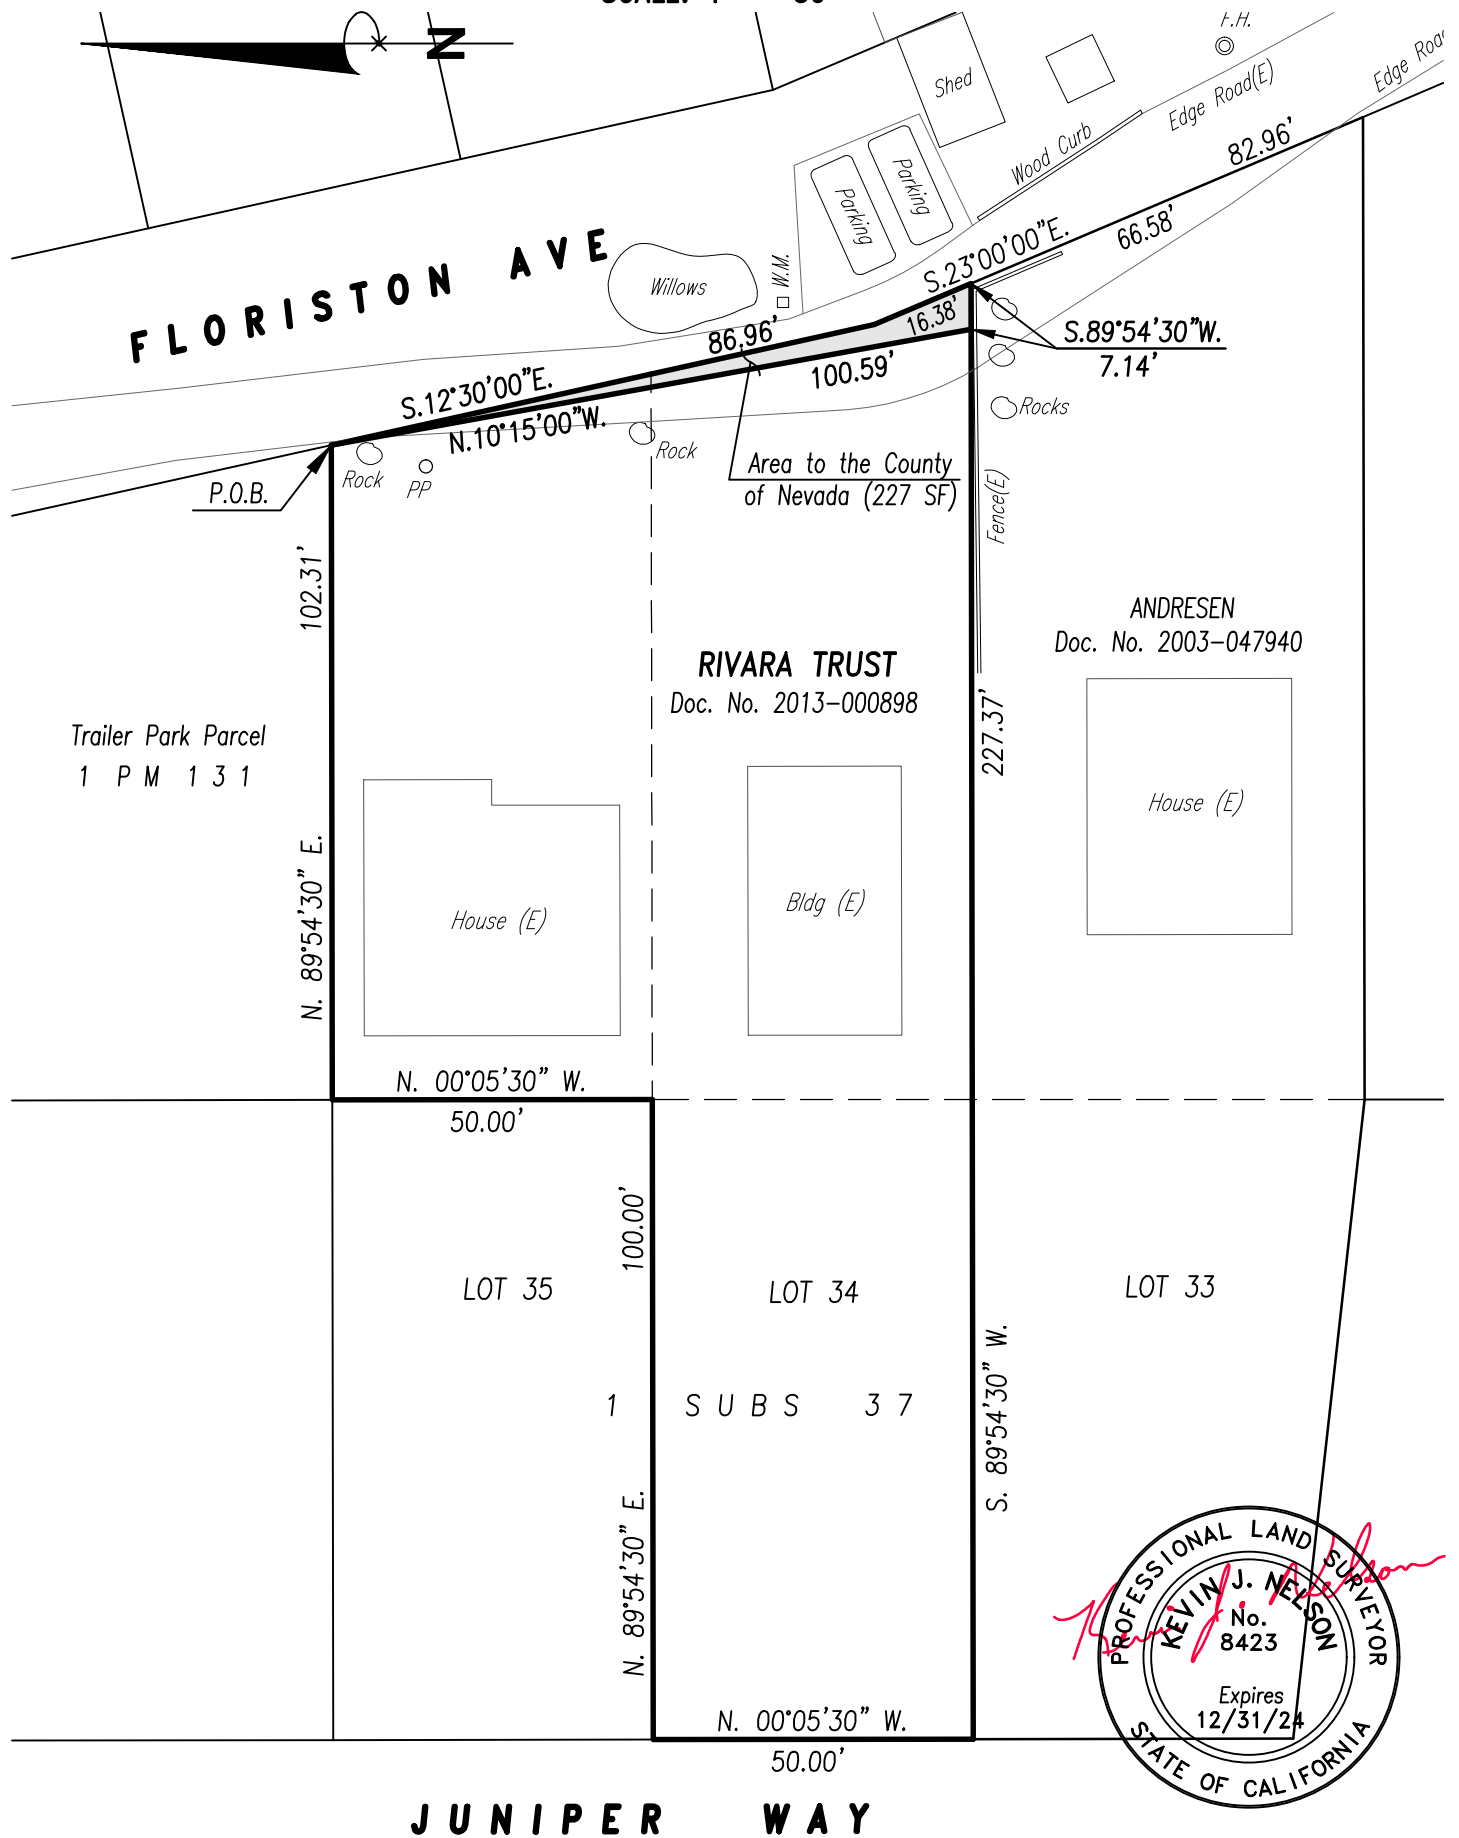 N
F.H.
Edge Road(E)
Shed
Wood Curb
82.96'
Parking
Parking
66.58'
S.23°00'00"E.
FLORISTON AVE
Willows
W.M.
16.38'
S.89°54'30"W.
7.14'
86.96'
100.59'
S.12°30'00"E.
N.10°15'00"W.
Rocks
Rock
Rock
PP
P.O.B.
Area to the County
of Nevada (227 SF)
Fence(E)
102.31'
ANDRESEN
Doc. No. 2003-047940
RIVARA TRUST
Doc. No. 2013-000898
227.37'
Trailer Park Parcel
1 PM 131
House (E)
N. 89°54'30" E.
House (E)
Bldg (E)
N. 00°05'30" W.
50.00'
100.00'
LOT 35
LOT 34
LOT 33
1 SUBS 37
S. 89°54'30" W.
N. 89°54'30" E.
PROFESSIONAL LAND SURVEYOR
KEVIN J. NELSON
No.
8423
Expires
12/31/24
STATE OF CALIFORNIA
N. 00°05'30" W.
50.00'
JUNIPER WAY